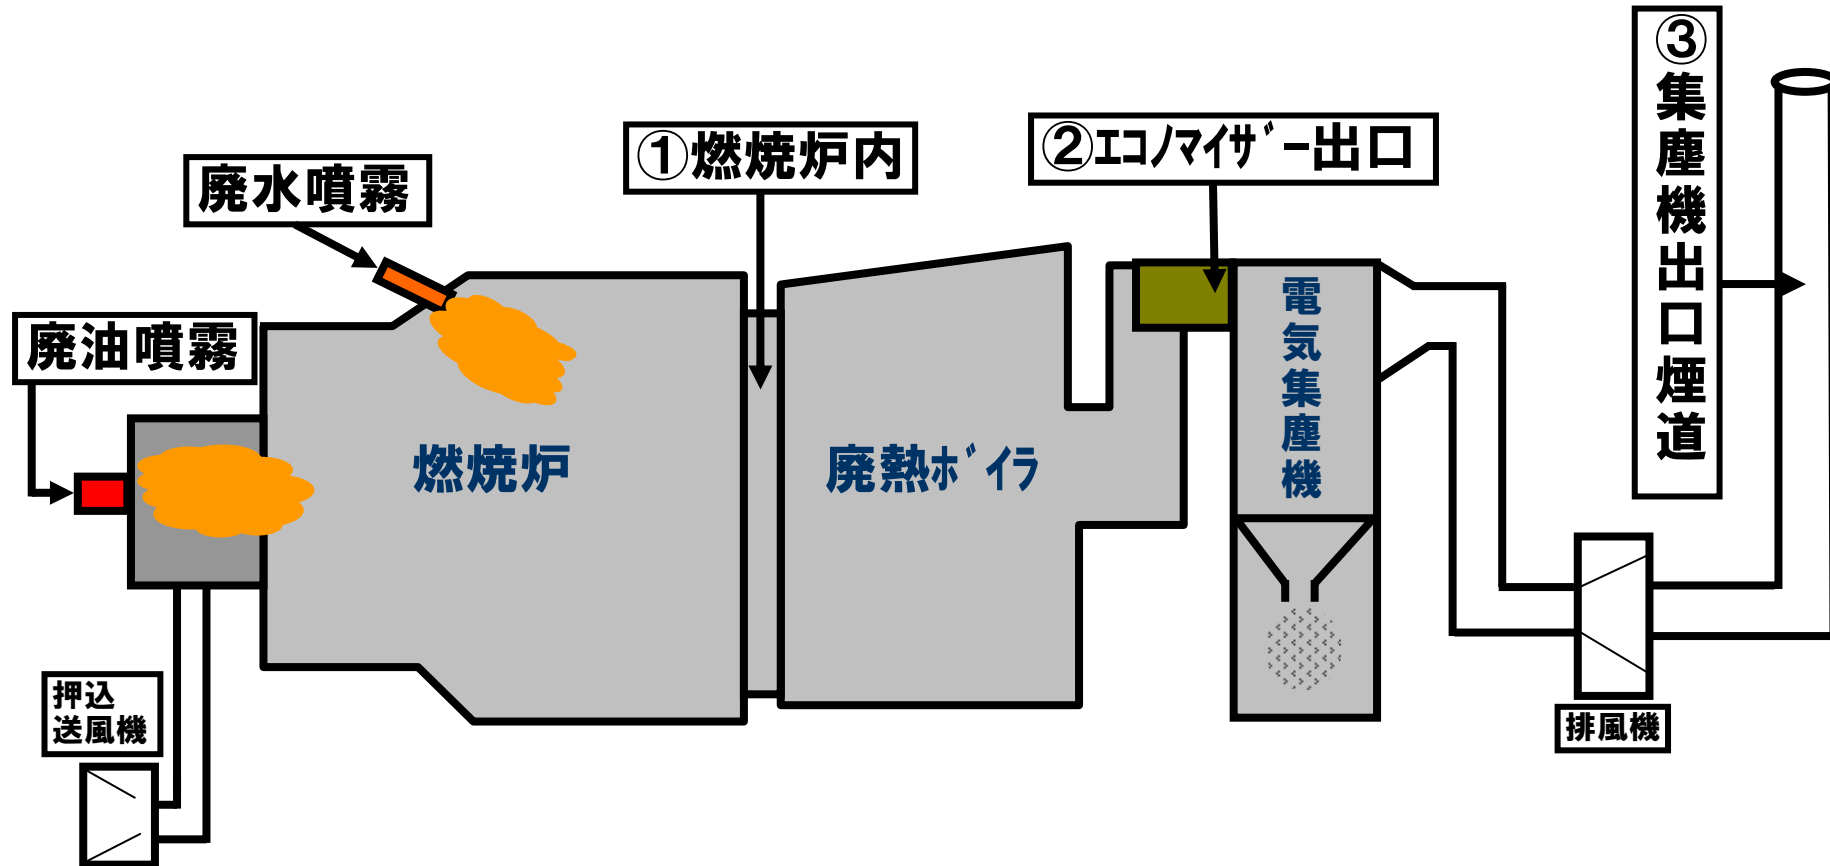 廃油噴霧
廃水噴霧
①燃焼炉内
②ｴｺﾉﾏｲｻﾞｰ出口
③集塵機出口煙道
燃焼炉
廃熱ﾎﾞｲﾗ
電気集塵機
押込
送風機
排風機